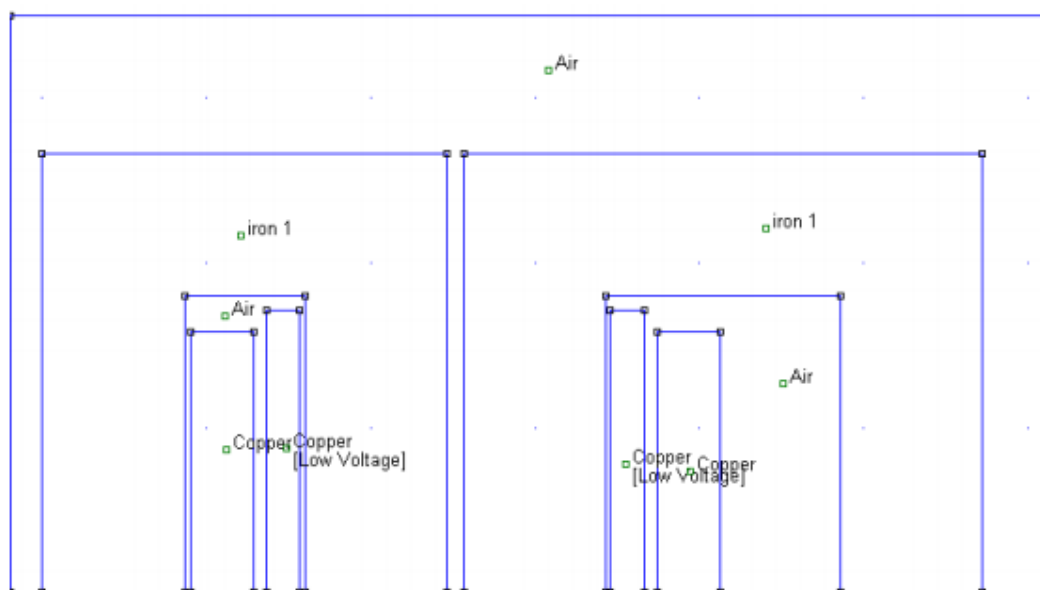 Air
iron 1
iron 1
Air
Air
Copper
Copper
[Low Voltage]
Copper
[Low Voltage]
Copper